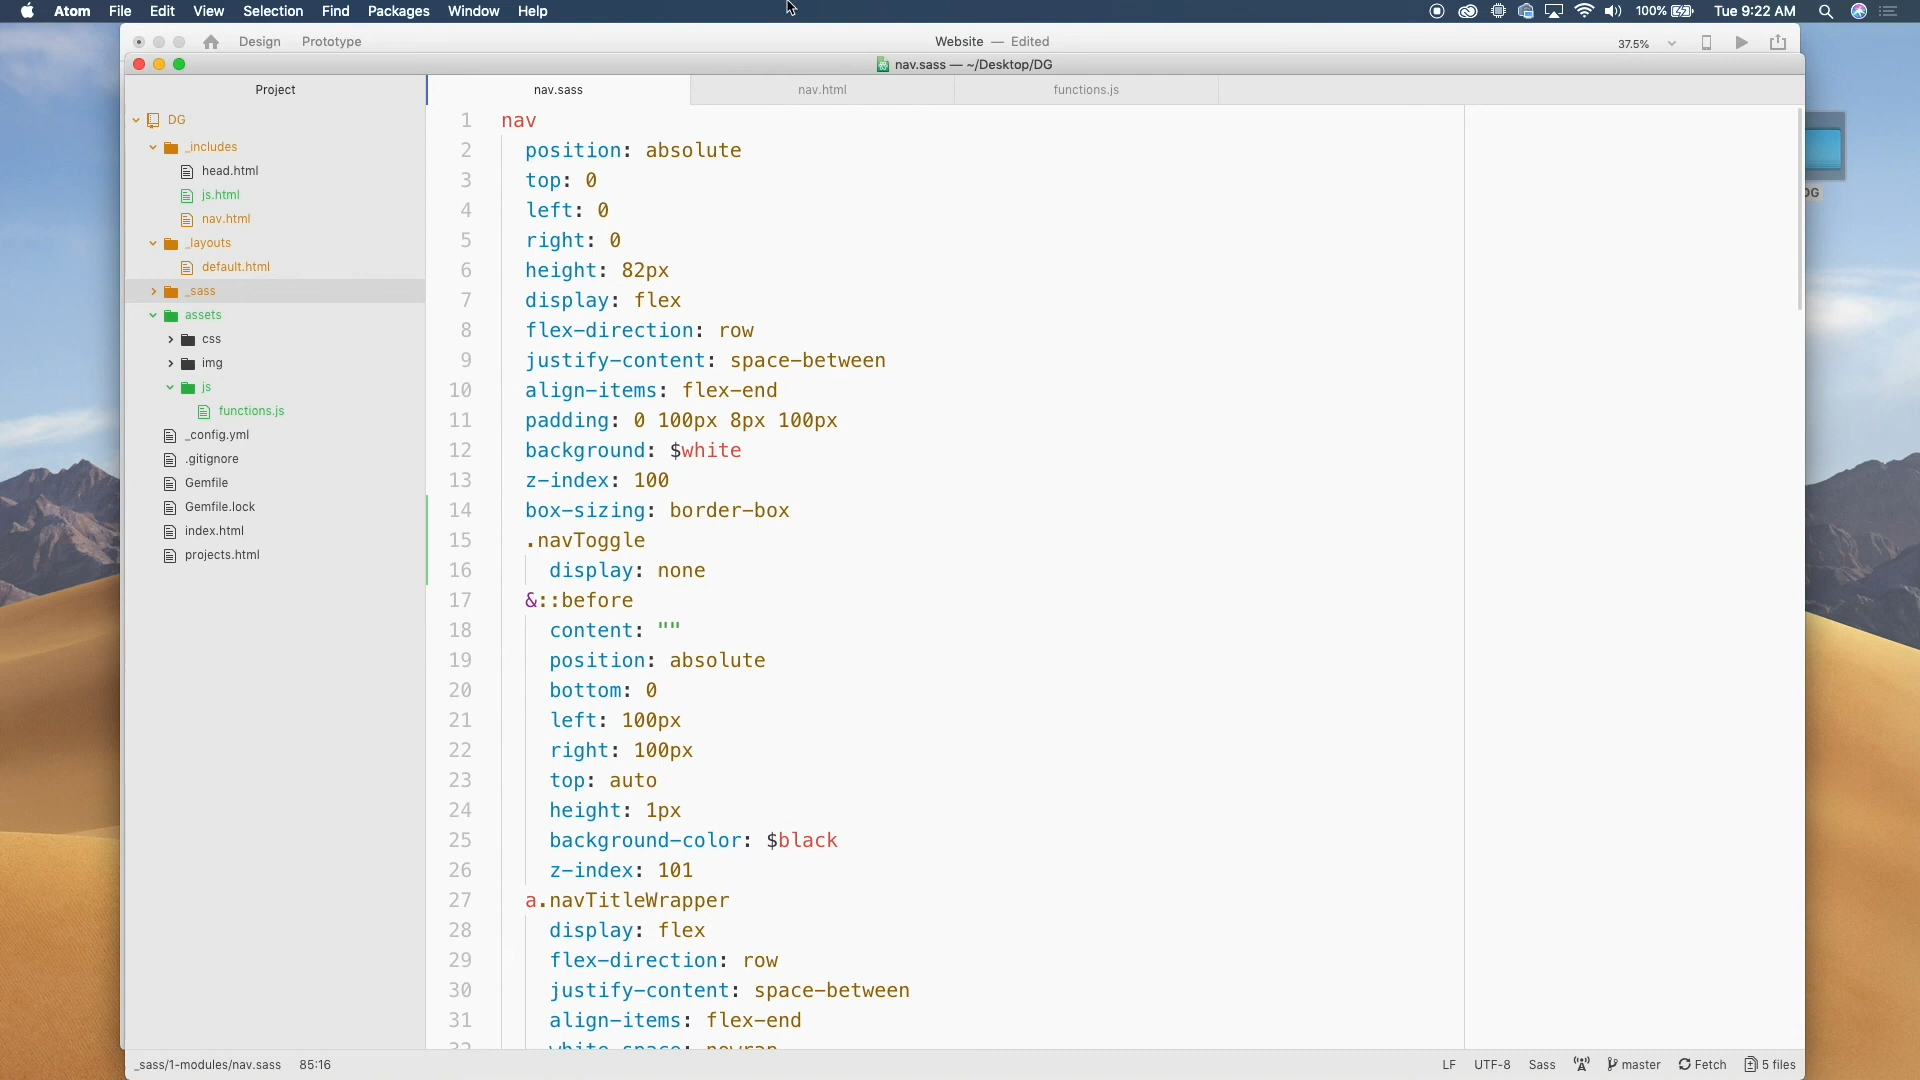 Atom File Edit View Selection Find Packages Window Help
100% Tue 9:22 AM
Design Prototype
Website — Edited
37.5%
nav.sass — ~/Desktop/DG
Project
nav.sass
nav.html
functions.js
DG
_includes
head.html
js.html
nav.html
_layouts
default.html
_sass
assets
css
img
js
functions.js
_config.yml
.gitignore
Gemfile
Gemfile.lock
index.html
projects.html
1 nav
2 position: absolute
3 top: 0
4 left: 0
5 right: 0
6 height: 82px
7 display: flex
8 flex-direction: row
9 justify-content: space-between
10 align-items: flex-end
11 padding: 0 100px 8px 100px
12 background: $white
13 z-index: 100
14 box-sizing: border-box
15 .navToggle
16 display: none
17 &::before
18 content: ""
19 position: absolute
20 bottom: 0
21 left: 100px
22 right: 100px
23 top: auto
24 height: 1px
25 background-color: $black
26 z-index: 101
27 a.navTitleWrapper
28 display: flex
29 flex-direction: row
30 justify-content: space-between
31 align-items: flex-end
32 white-space: nowrap
DG
_sass/1-modules/nav.sass 85:16
LF UTF-8 Sass master Fetch 5 files